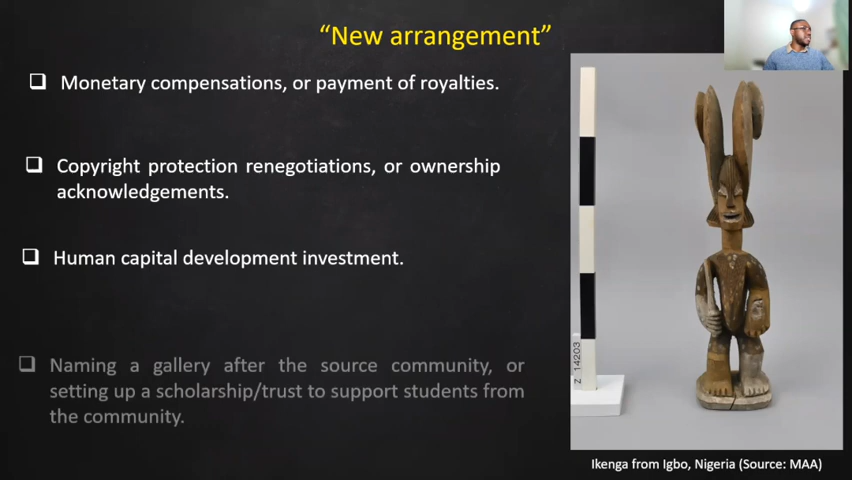 “New arrangement”
Monetary compensations, or payment of royalties.
Copyright protection renegotiations, or ownership
acknowledgements.
Human capital development investment.
Naming a gallery after the source community, or
setting up a scholarship/trust to support students from
the community.
Z 14203
Ikenga from Igbo, Nigeria (Source: MAA)